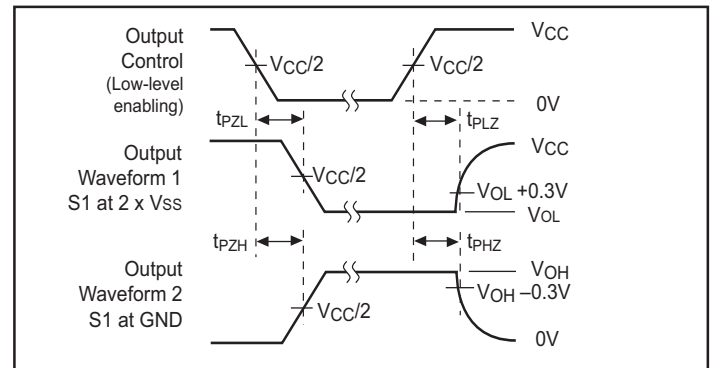 Output
Control
(Low-level
enabling)
VCC/2
VCC/2
VCC
0V
tPZL
tPLZ
Output
Waveform 1
S1 at 2 x VSS
VCC/2
VCC
VOL +0.3V
VOL
tPZH
tPHZ
Output
Waveform 2
S1 at GND
VCC/2
VOH
VOH –0.3V
0V